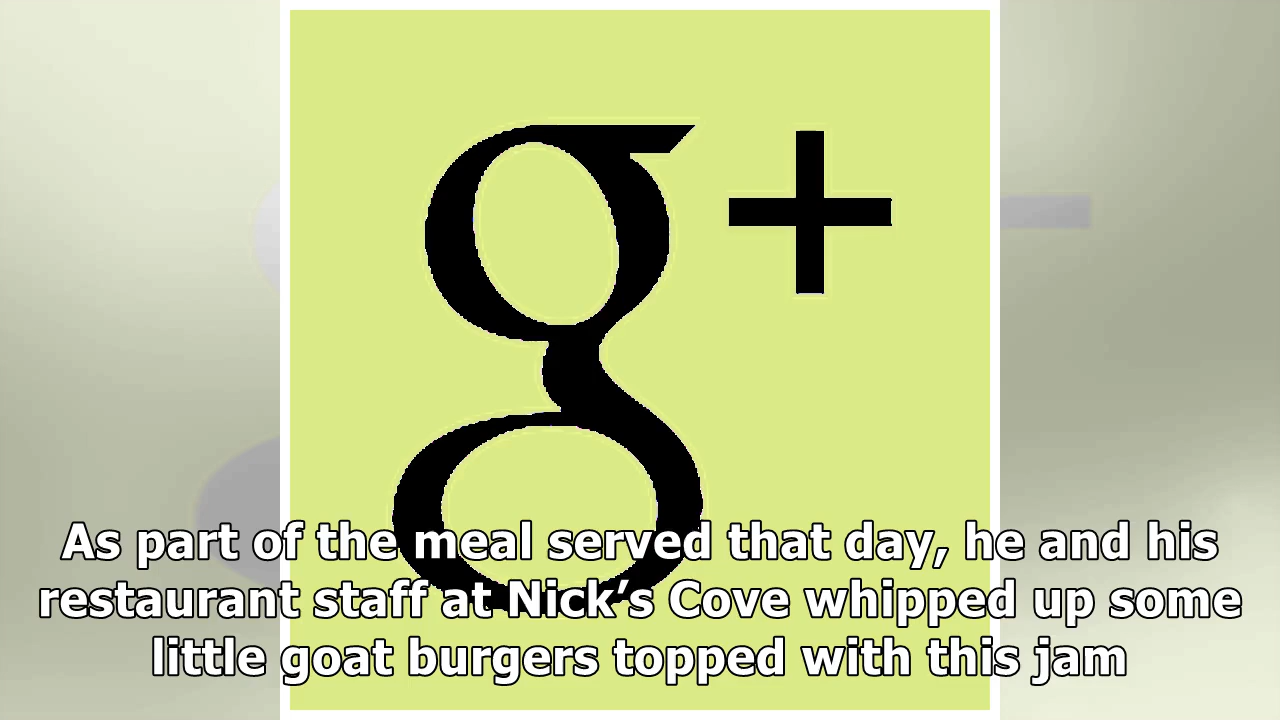 g+
As part of the meal served that day, he and his
restaurant staff at Nick’s Cove whipped up some
little goat burgers topped with this jam